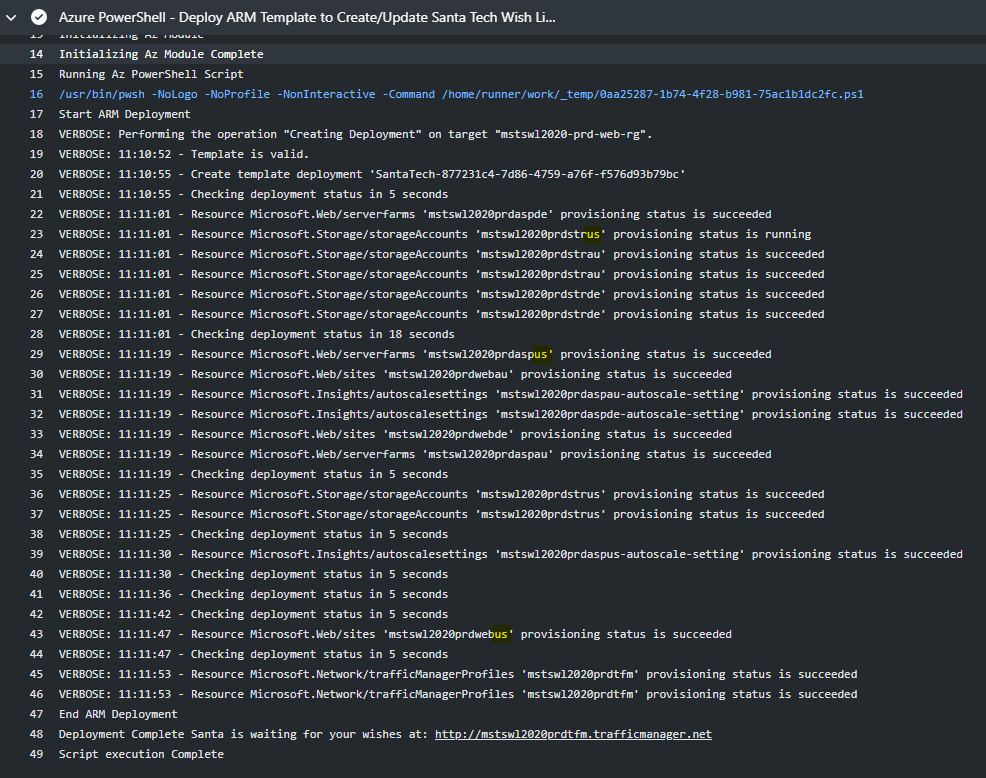 Azure PowerShell - Deploy ARM Template to Create/Update Santa Tech Wish Li...
13 Initializing Az Module
14 Initializing Az Module Complete
15 Running Az PowerShell Script
16 /usr/bin/pwsh -NoLogo -NoProfile -NonInteractive -Command /home/runner/work/_temp/0aa25287-1b74-4f28-b981-75ac1b1dc2fc.ps1
17 Start ARM Deployment
18 VERBOSE: Performing the operation "Creating Deployment" on target "mstswl2020-prd-web-rg".
19 VERBOSE: 11:10:52 - Template is valid.
20 VERBOSE: 11:10:55 - Create template deployment 'SantaTech-877231c4-7d86-4759-a76f-f576d93b79bc'
21 VERBOSE: 11:10:55 - Checking deployment status in 5 seconds
22 VERBOSE: 11:11:01 - Resource Microsoft.Web/serverfarms 'mstswl2020prdaspde' provisioning status is succeeded
23 VERBOSE: 11:11:01 - Resource Microsoft.Storage/storageAccounts 'mstswl2020prdstrus' provisioning status is running
24 VERBOSE: 11:11:01 - Resource Microsoft.Storage/storageAccounts 'mstswl2020prdstrau' provisioning status is succeeded
25 VERBOSE: 11:11:01 - Resource Microsoft.Storage/storageAccounts 'mstswl2020prdstrau' provisioning status is succeeded
26 VERBOSE: 11:11:01 - Resource Microsoft.Storage/storageAccounts 'mstswl2020prdstrde' provisioning status is succeeded
27 VERBOSE: 11:11:01 - Resource Microsoft.Storage/storageAccounts 'mstswl2020prdstrde' provisioning status is succeeded
28 VERBOSE: 11:11:01 - Checking deployment status in 18 seconds
29 VERBOSE: 11:11:19 - Resource Microsoft.Web/serverfarms 'mstswl2020prdaspus' provisioning status is succeeded
30 VERBOSE: 11:11:19 - Resource Microsoft.Web/sites 'mstswl2020prdwebau' provisioning status is succeeded
31 VERBOSE: 11:11:19 - Resource Microsoft.Insights/autoscalesettings 'mstswl2020prdaspau-autoscale-setting' provisioning status is succeeded
32 VERBOSE: 11:11:19 - Resource Microsoft.Insights/autoscalesettings 'mstswl2020prdaspde-autoscale-setting' provisioning status is succeeded
33 VERBOSE: 11:11:19 - Resource Microsoft.Web/sites 'mstswl2020prdwebde' provisioning status is succeeded
34 VERBOSE: 11:11:19 - Resource Microsoft.Web/serverfarms 'mstswl2020prdaspau' provisioning status is succeeded
35 VERBOSE: 11:11:19 - Checking deployment status in 5 seconds
36 VERBOSE: 11:11:25 - Resource Microsoft.Storage/storageAccounts 'mstswl2020prdstrus' provisioning status is succeeded
37 VERBOSE: 11:11:25 - Resource Microsoft.Storage/storageAccounts 'mstswl2020prdstrus' provisioning status is succeeded
38 VERBOSE: 11:11:25 - Checking deployment status in 5 seconds
39 VERBOSE: 11:11:30 - Resource Microsoft.Insights/autoscalesettings 'mstswl2020prdaspus-autoscale-setting' provisioning status is succeeded
40 VERBOSE: 11:11:30 - Checking deployment status in 5 seconds
41 VERBOSE: 11:11:36 - Checking deployment status in 5 seconds
42 VERBOSE: 11:11:42 - Checking deployment status in 5 seconds
43 VERBOSE: 11:11:47 - Resource Microsoft.Web/sites 'mstswl2020prdwebus' provisioning status is succeeded
44 VERBOSE: 11:11:47 - Checking deployment status in 5 seconds
45 VERBOSE: 11:11:53 - Resource Microsoft.Network/trafficManagerProfiles 'mstswl2020prdtfm' provisioning status is succeeded
46 VERBOSE: 11:11:53 - Resource Microsoft.Network/trafficManagerProfiles 'mstswl2020prdtfm' provisioning status is succeeded
47 End ARM Deployment
48 Deployment Complete Santa is waiting for your wishes at: http://mstswl2020prdtfm.trafficmanager.net
49 Script execution Complete